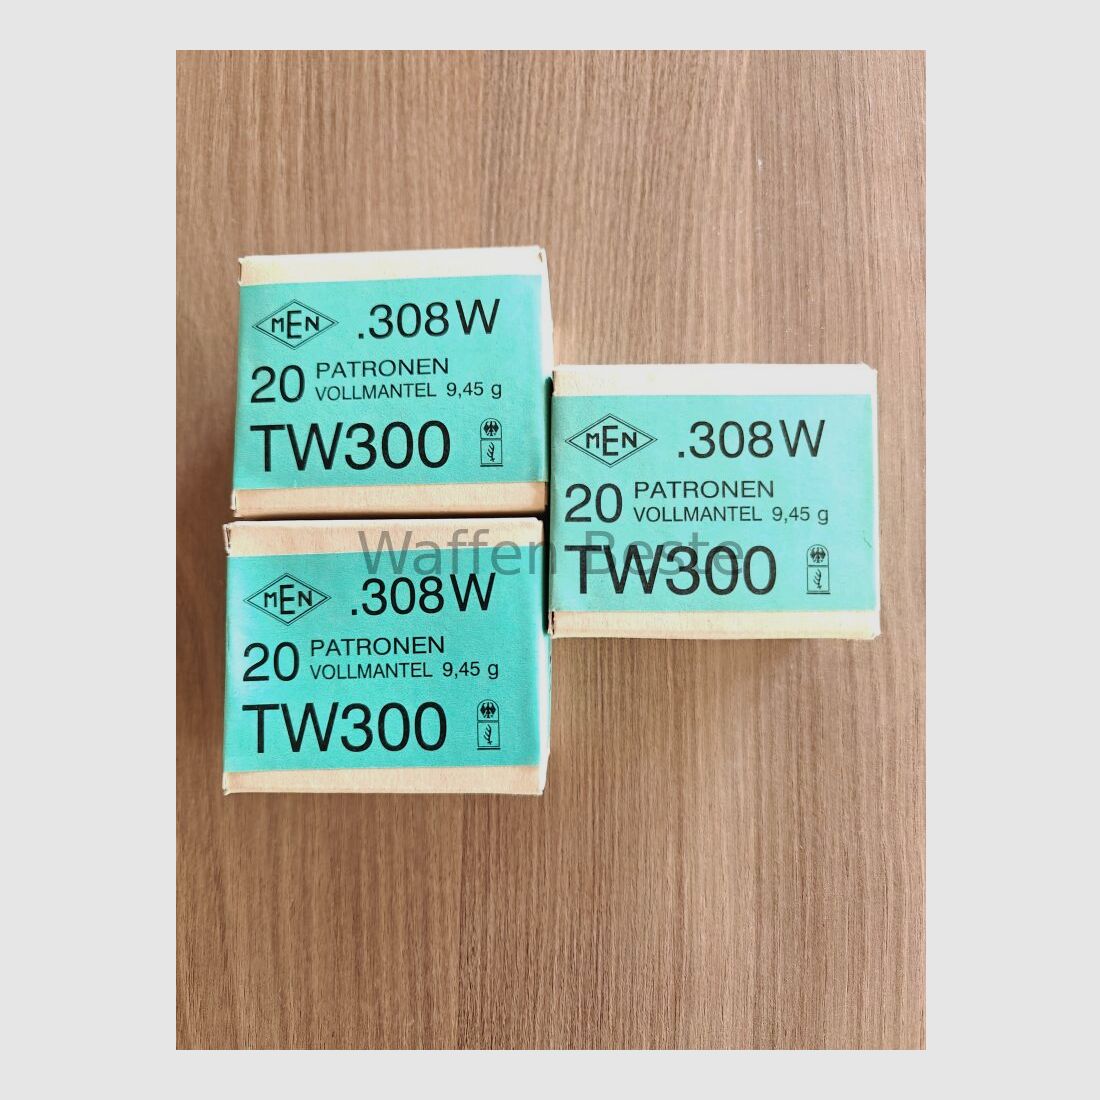 MEN .308 W
20 PATRONEN
VOLLMANTEL 9,45 g
TW300
MEN .308 W
20 PATRONEN
VOLLMANTEL 9,45 g
TW300
MEN .308 W
20 PATRONEN
VOLLMANTEL 9,45 g
TW300
Waffen Beste